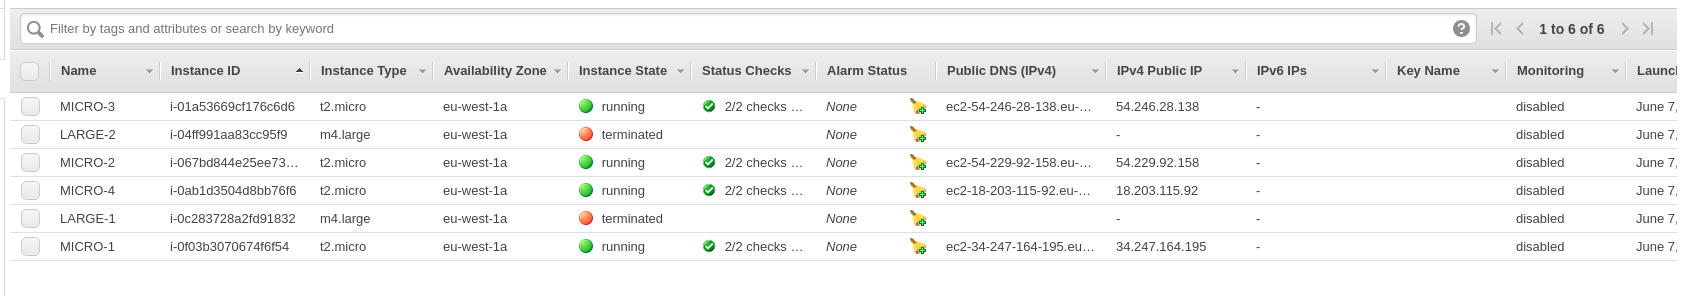 Filter by tags and attributes or search by keyword ? 1 to 6 of 6
Name Instance ID Instance Type Availability Zone Instance State Status Checks Alarm Status Public DNS (IPv4) IPv4 Public IP IPv6 IPs Key Name Monitoring Launc
MICRO-3 i-01a53669cf176c6d6 t2.micro eu-west-1a running 2/2 checks ... None ec2-54-246-28-138.eu-... 54.246.28.138 - disabled June 7,
LARGE-2 i-04ff991aa83cc95f9 m4.large eu-west-1a terminated None - - disabled June 7,
MICRO-2 i-067bd844e25ee73... t2.micro eu-west-1a running 2/2 checks ... None ec2-54-229-92-158.eu-... 54.229.92.158 - disabled June 7,
MICRO-4 i-0ab1d3504d8bb76f6 t2.micro eu-west-1a running 2/2 checks ... None ec2-18-203-115-92.eu-... 18.203.115.92 - disabled June 7,
LARGE-1 i-0c283728a2fd91832 m4.large eu-west-1a terminated None - - disabled June 7,
MICRO-1 i-0f03b3070674f6f54 t2.micro eu-west-1a running 2/2 checks ... None ec2-34-247-164-195.eu... 34.247.164.195 - disabled June 7,